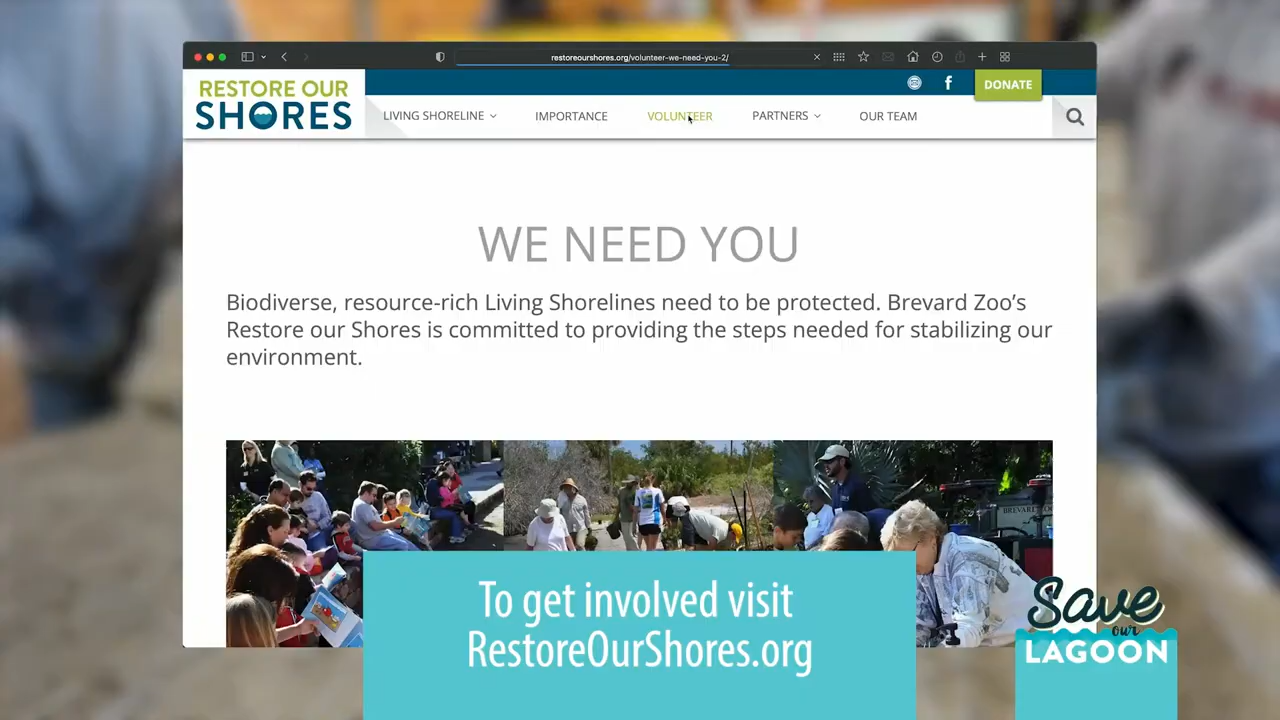 restoreourshores.org/volunteer-we-need-you-2/
RESTORE OUR
SHORES
DONATE
LIVING SHORELINE
IMPORTANCE
VOLUNTEER
PARTNERS
OUR TEAM
WE NEED YOU
Biodiverse, resource-rich Living Shorelines need to be protected. Brevard Zoo's
Restore our Shores is committed to providing the steps needed for stabilizing our
environment.
BREVARD
To get involved visit
RestoreOurShores.org
Save
our
LAGOON